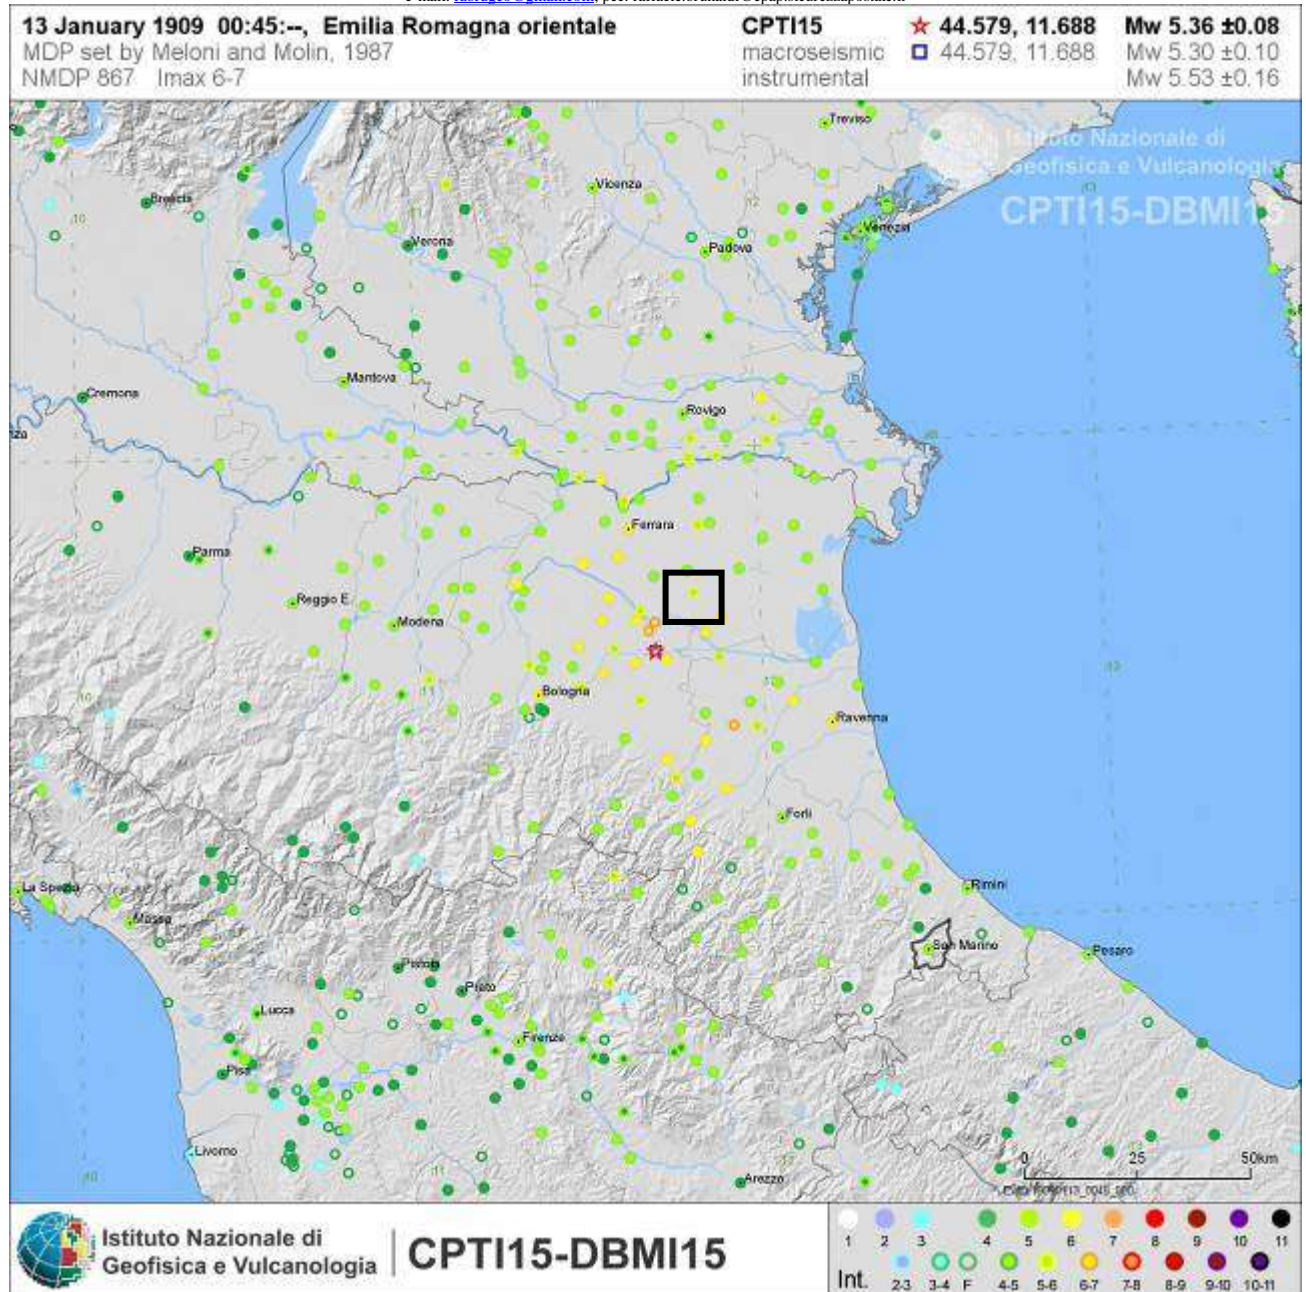 13 January 1909 00:45:--, Emilia Romagna orientale
CPTI15
44.579, 11.688
Mw 5.36 ±0.08
MDP set by Meloni and Molin, 1987
macroseismic
44.579, 11.688
Mw 5.30 ±0.10
NMDP 867 Imax 6-7
instrumental
Mw 5.53 ±0.16
Treviso
Istituto Nazionale di
Geofisica e Vulcanologia
CPTI15-DBMI15
Vicenza
Brescia
Venezia
Verona
Padova
Mantova
Cremona
Rovigo
nza
Ferrara
Parma
Reggio E.
Modena
Bologna
Ravenna
Forlì
La Spezia
Rimini
Massa
San Marino
Pesaro
Pistoia
Prato
Lucca
Firenze
Pisa
Livorno
Arezzo
0 25 50km
Istituto Nazionale di
Geofisica e Vulcanologia
CPTI15-DBMI15
1 2 3 4 5 6 7 8 9 10 11
Int. 2-3 3-4 F 4-5 5-6 6-7 7-8 8-9 9-10 10-11